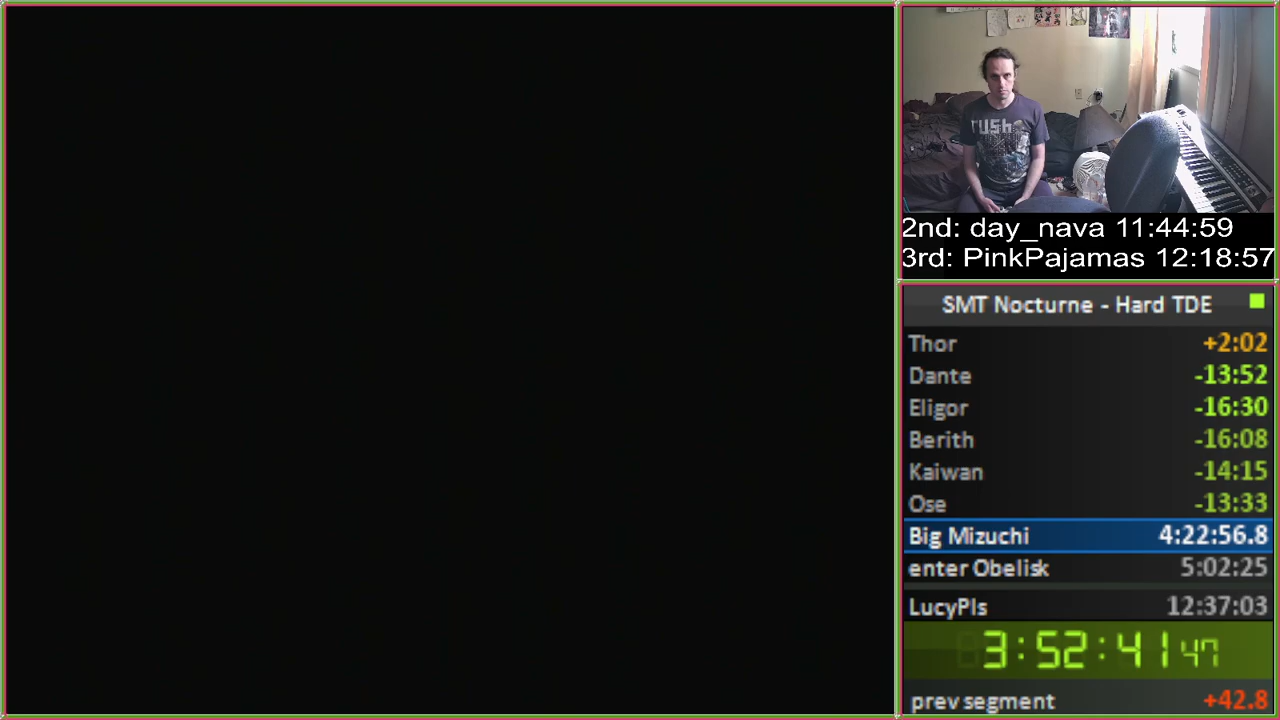 rush
2nd: day_nava 11:44:59
3rd: PinkPajamas 12:18:57
SMT Nocturne - Hard TDE
Thor +2:02
Dante -13:52
Eligor -16:30
Berith -16:08
Kaiwan -14:15
Ose -13:33
Big Mizuchi 4:22:56.8
enter Obelisk 5:02:25
LucyPls 12:37:03
3:52:41 47
prev segment +42.8